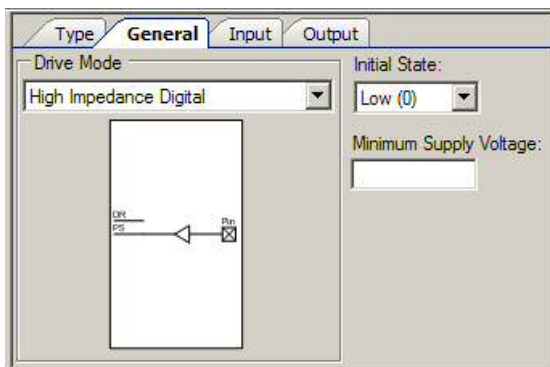 Type General Input Output
Drive Mode
High Impedance Digital
Initial State:
Low (0)
Minimum Supply Voltage:
DR
PS
Pin